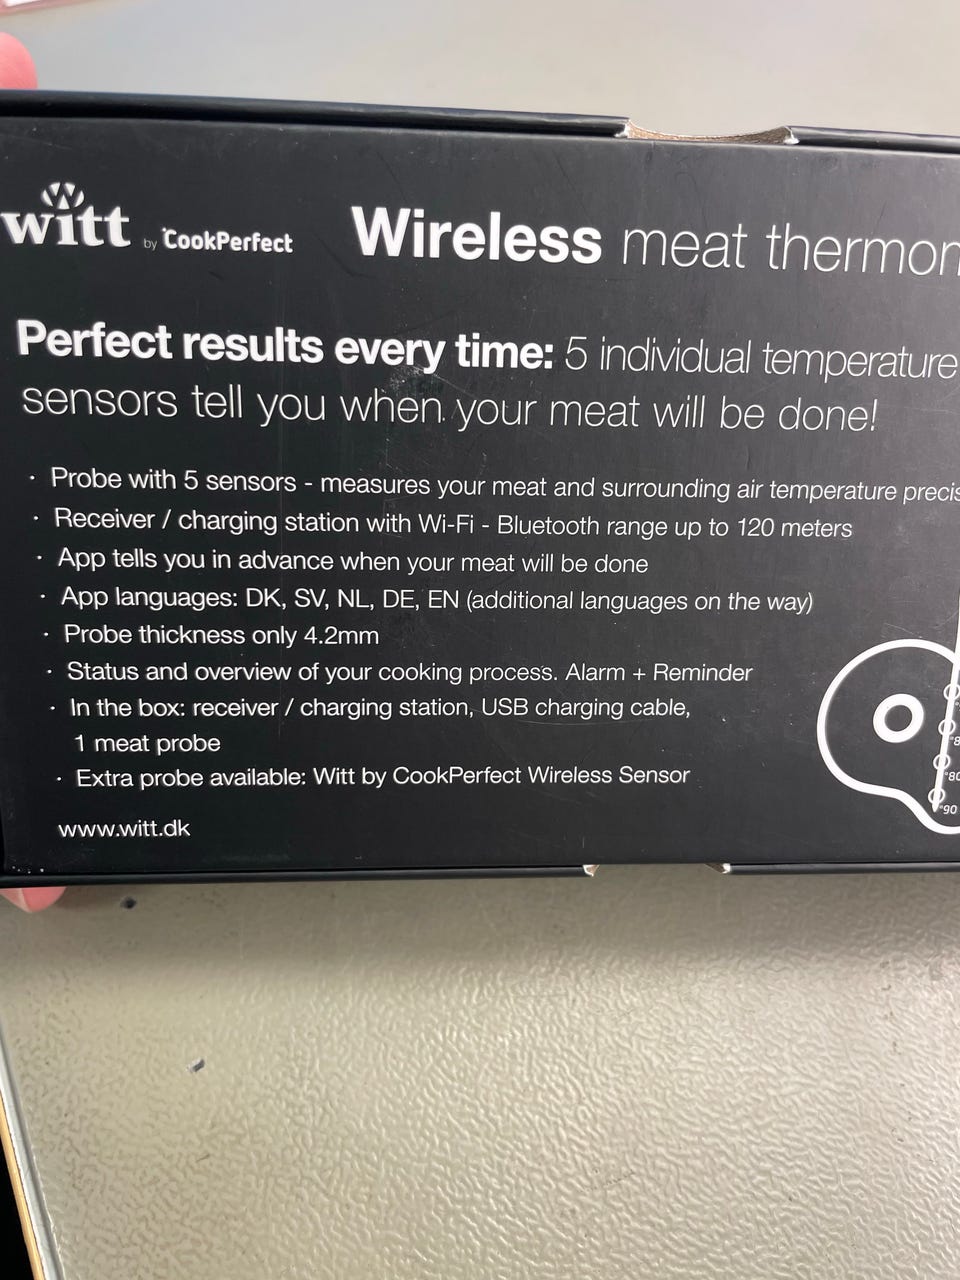 witt by CookPerfect Wireless meat
Perfect results every time: 5 individual temperature
sensors tell you when your meat will be done!
· Probe with 5 sensors - measures your meat and surrounding air temperature
· Receiver / charging station with Wi-Fi - Bluetooth range up to 120 meters
· App tells you in advance when your meat will be done
· App languages: DK, SV, NL, DE, EN (additional languages on the way)
· Probe thickness only 4.2mm
· Status and overview of your cooking process. Alarm + Reminder
· In the box: receiver / charging station, USB charging cable,
1 meat probe
· Extra probe available: Witt by CookPerfect Wireless Sensor
www.witt.dk
°80
°90